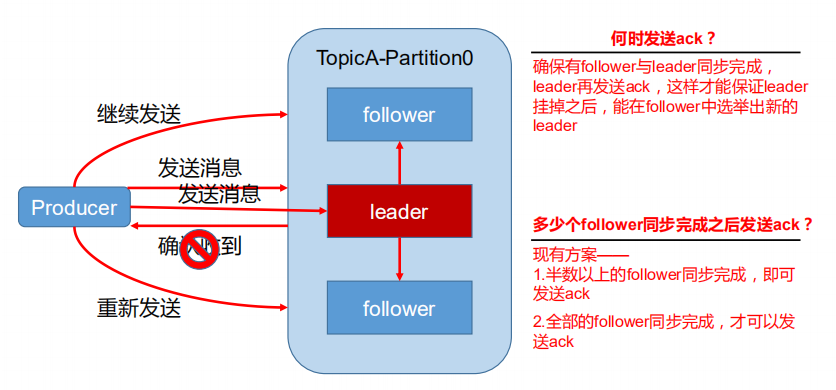 TopicA-Partition0
follower
继续发送
发送消息
发送消息
Producer
leader
确认收到
重新发送
follower
何时发送ack？
确保有follower与leader同步完成，
leader再发送ack，这样才能保证leader
挂掉之后，能在follower中选举出新的
leader
多少个follower同步完成之后发送ack？
现有方案——
1.半数以上的follower同步完成，即可
发送ack
2.全部的follower同步完成，才可以发
送ack